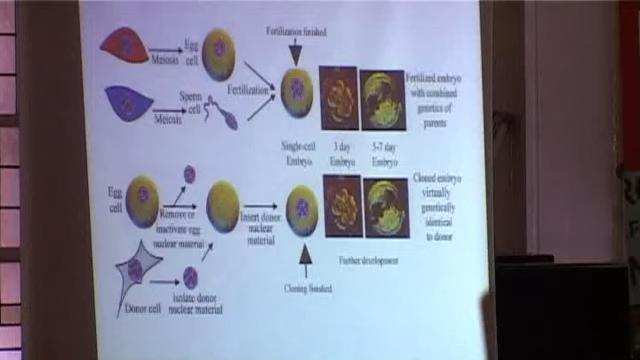 Fertilization finished
Egg
cell
Meiosis
Sperm
cell
Meiosis
Fertilization
Fertilized embryo
with combined
genetics of
parents
Single-cell
Embryo
3 day
Embryo
5-7 day
Embryo
Egg
cell
Remove or
inactivate egg
nuclear material
Insert donor
nuclear
material
Cloned embryo
virtually
genetically
identical
to donor
Further development
Donor cell
Isolate donor
nuclear material
Cloning finished